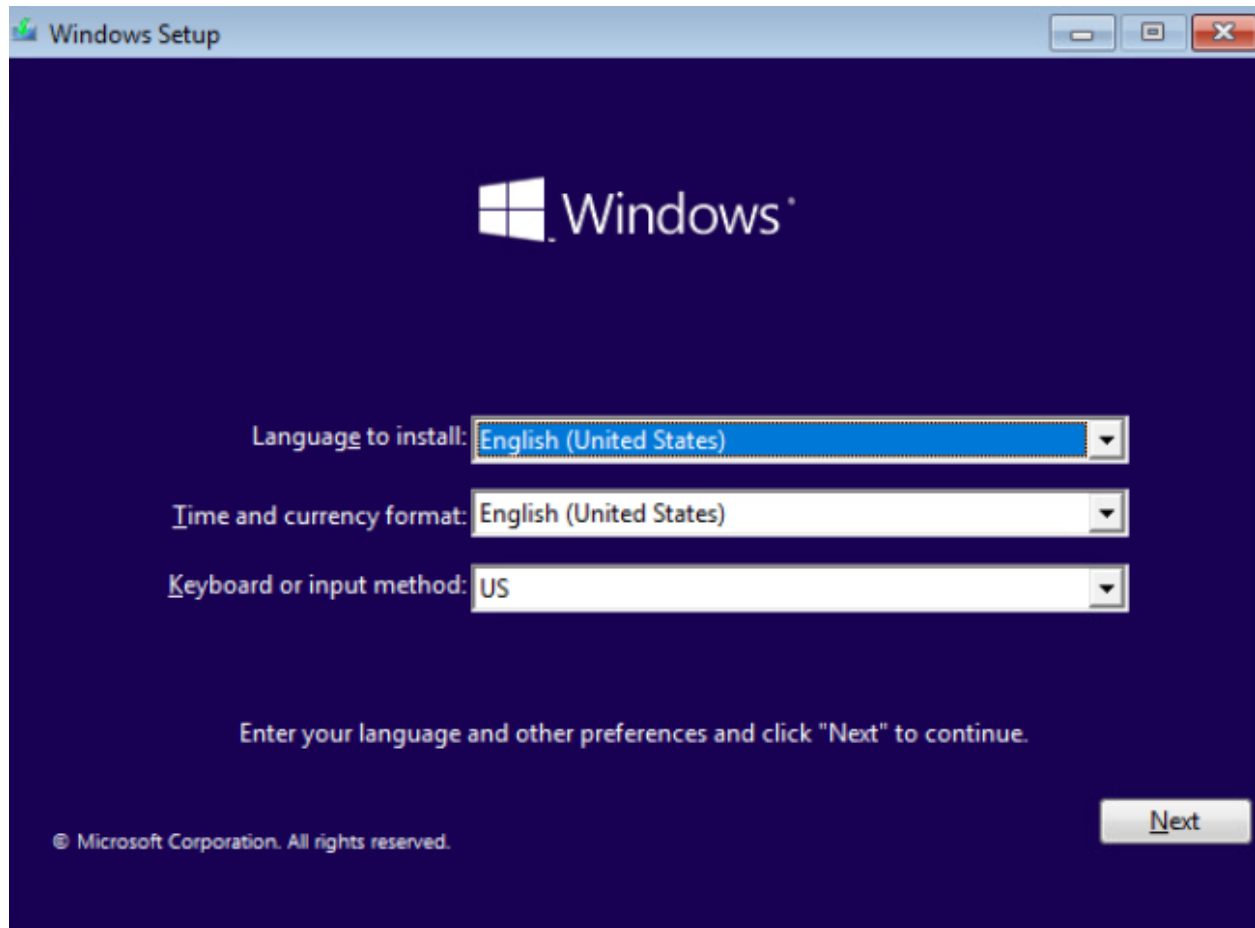 Windows Setup
Windows
Language to install: English (United States)
Time and currency format: English (United States)
Keyboard or input method: US
Enter your language and other preferences and click "Next" to continue.
Next
© Microsoft Corporation. All rights reserved.